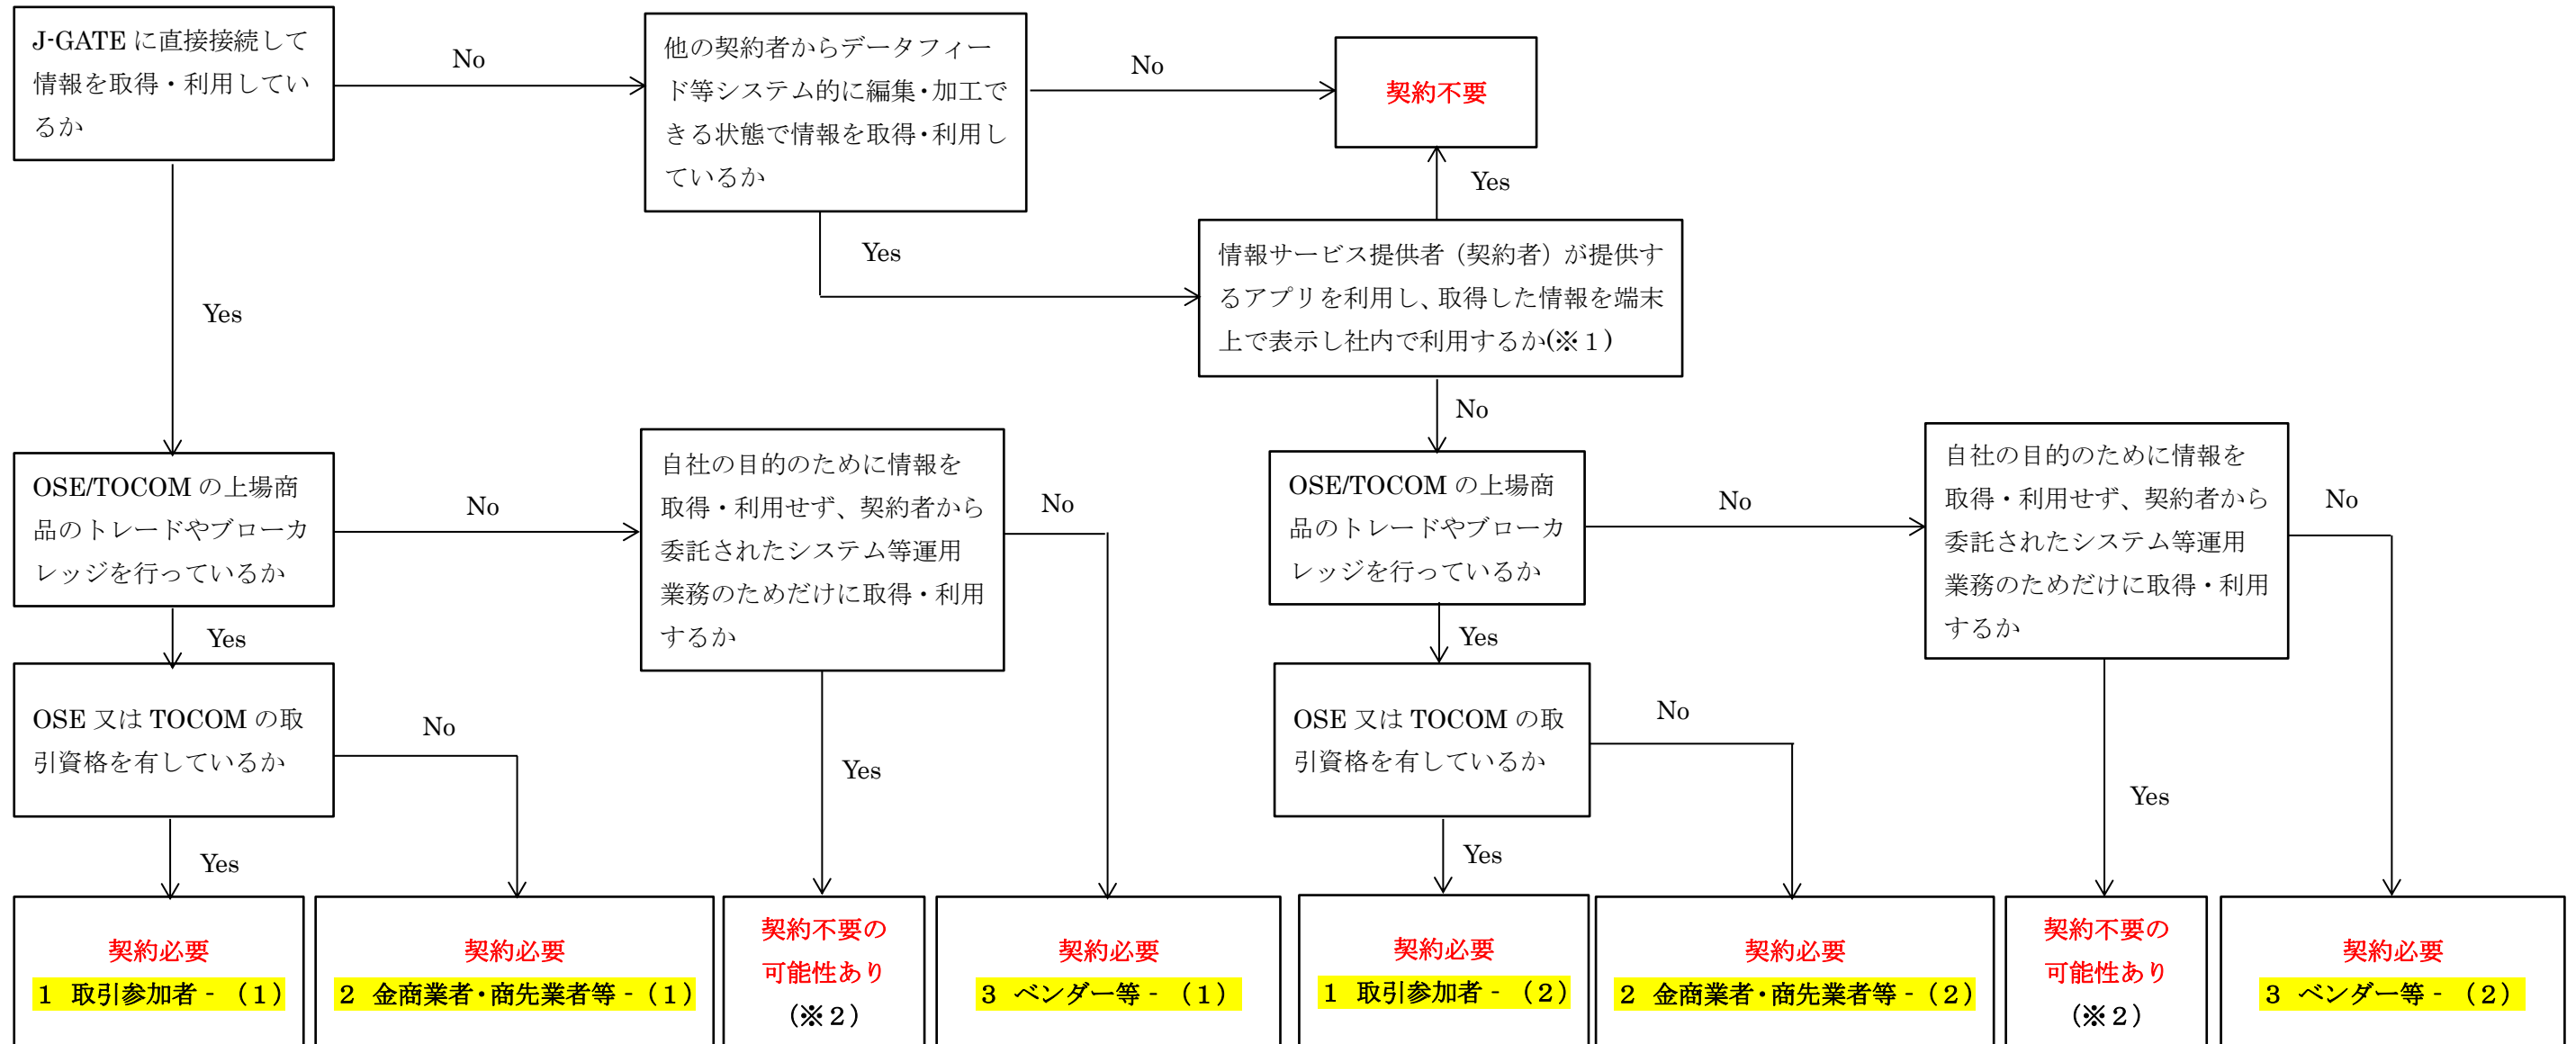 J-GATE に直接接続して
情報を取得・利用してい
るか
No
他の契約者からデータフィー
ド等システム的に編集・加工で
きる状態で情報を取得・利用し
ているか
No
契約不要
Yes
Yes
情報サービス提供者（契約者）が提供す
るアプリを利用し、取得した情報を端末
上で表示し社内で利用するか(※１)
Yes
No
OSE/TOCOM の上場商
品のトレードやブローカ
レッジを行っているか
No
自社の目的のために情報を
取得・利用せず、契約者から
委託されたシステム等運用
業務のためだけに取得・利用
するか
No
OSE/TOCOM の上場商
品のトレードやブローカ
レッジを行っているか
No
自社の目的のために情報を
取得・利用せず、契約者から
委託されたシステム等運用
業務のためだけに取得・利用
するか
No
Yes
Yes
OSE 又は TOCOM の取
引資格を有しているか
No
Yes
OSE 又は TOCOM の取
引資格を有しているか
No
Yes
Yes
Yes
契約必要
1 取引参加者 - （１）
契約必要
2 金商業者・商先業者等 - （１）
契約不要の
可能性あり
(※２)
契約必要
3 ベンダー等 - （１）
契約必要
1 取引参加者 - （２）
契約必要
2 金商業者・商先業者等 - （２）
契約不要の
可能性あり
(※２)
契約必要
3 ベンダー等 - （２）